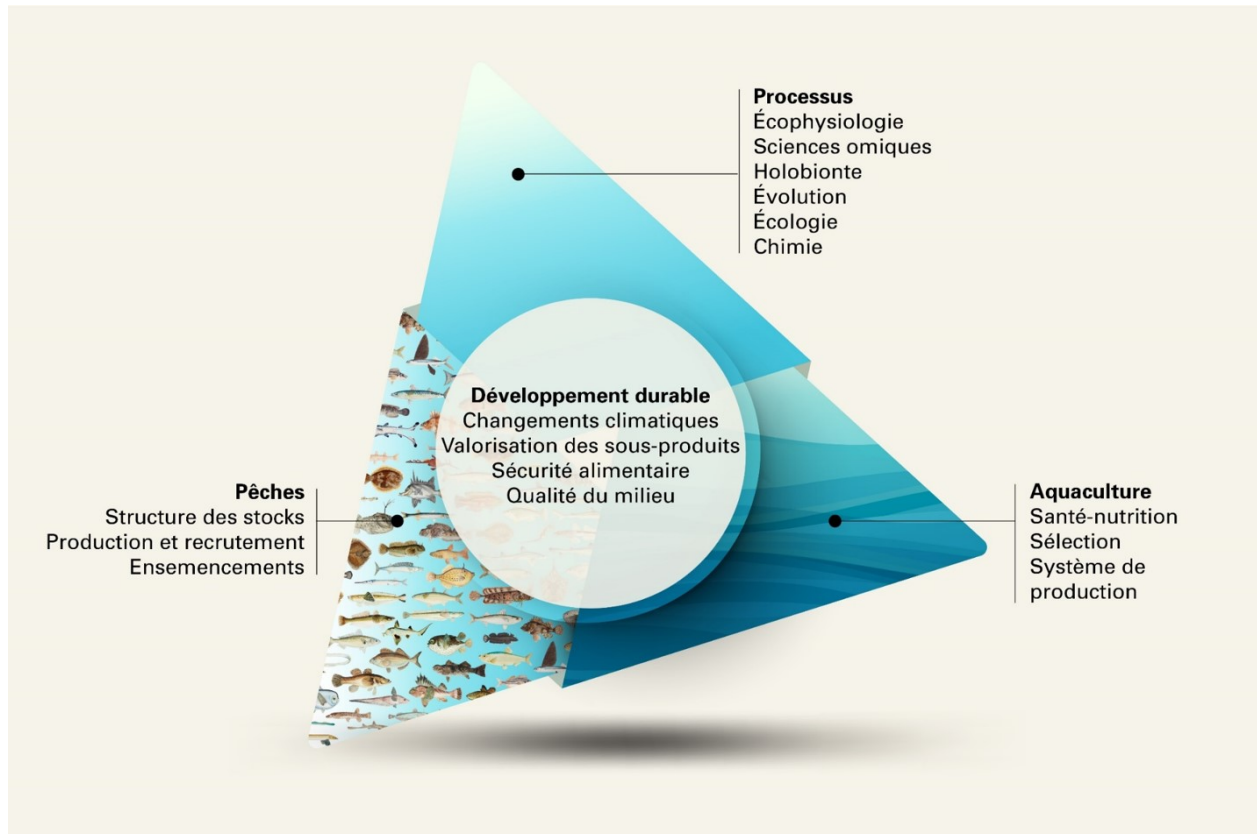 Processus
Écophysiologie
Sciences omiques
Holobionte
Évolution
Écologie
Chimie
Développement durable
Changements climatiques
Valorisation des sous-produits
Sécurité alimentaire
Qualité du milieu
Pêches
Structure des stocks
Production et recrutement
Ensemencements
Aquaculture
Santé-nutrition
Sélection
Système de
production